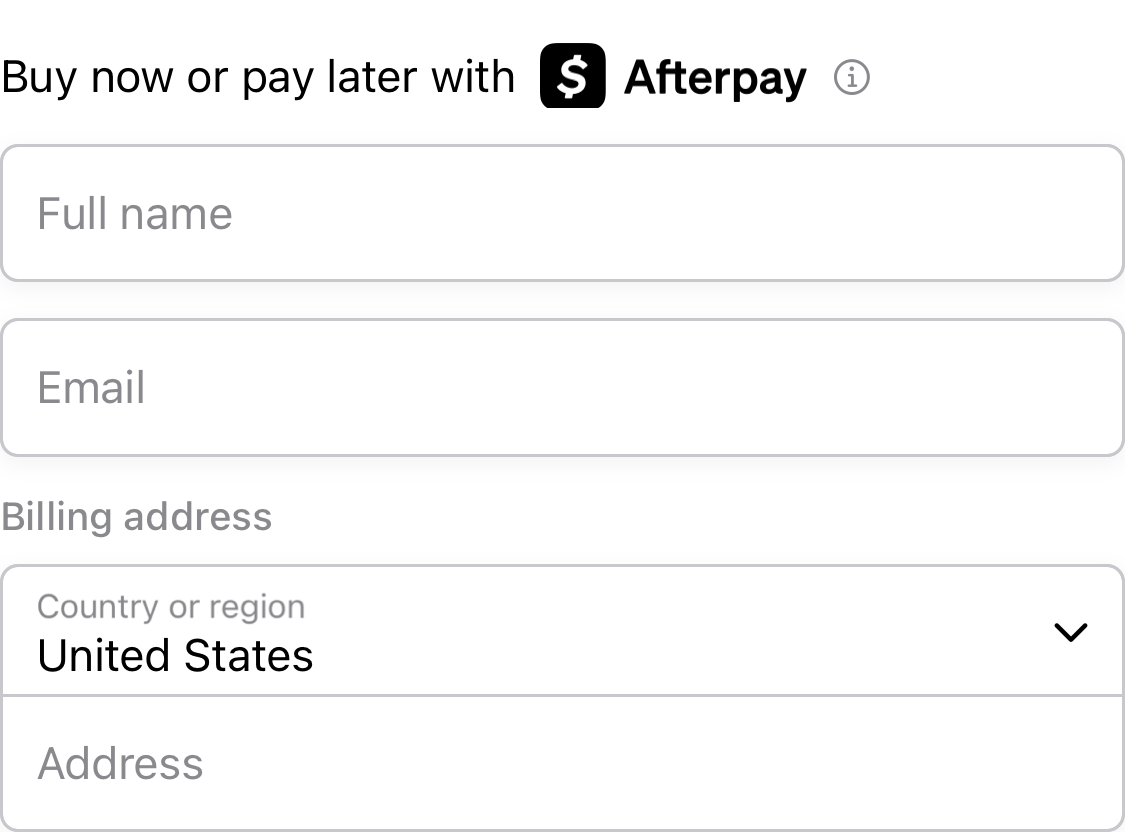 Buy now or pay later with $ Afterpay
Full name
Email
Billing address
Country or region
United States
Address